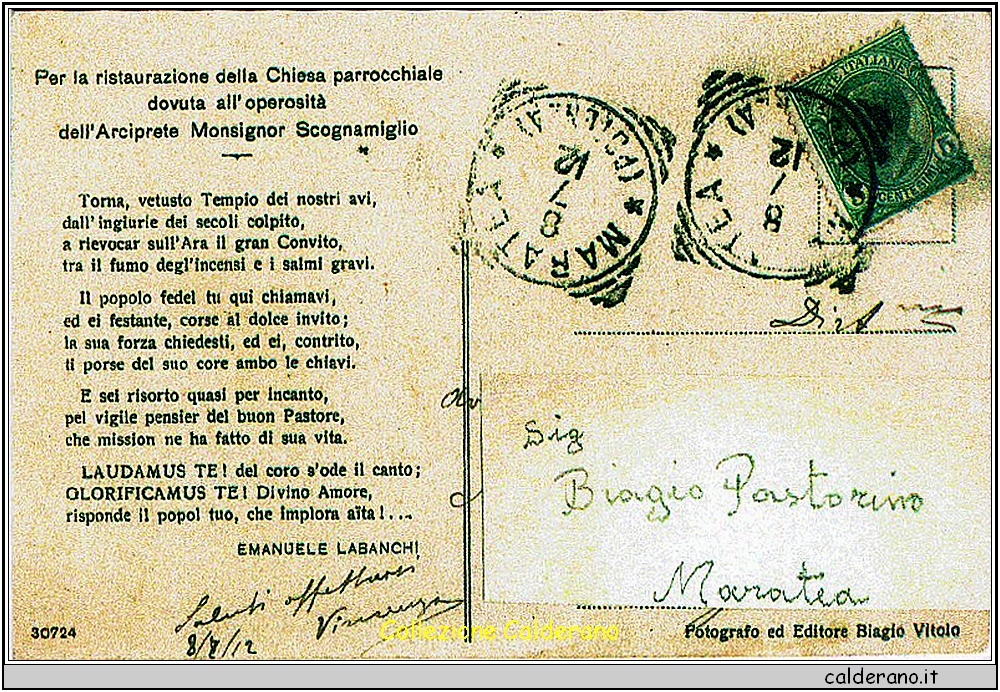 Per la ristaurazione della Chiesa parrocchiale
dovuta all'operosità
dell'Arciprete Monsignor Scognamiglio
Torna, vetusto Tempio dei nostri avi,
dall'ingiurie dei secoli colpito,
a rievocar sull'Ara il gran Convito,
tra il fumo degl'incensi e i salmi gravi.
Il popolo fedel tu qui chiamavi,
ed ei festante, corse al dolce invito;
la sua forza chiedesti, ed ei, contrito,
ti porse del suo core ambo le chiavi.
E sei risorto quasi per incanto,
pel vigile pensier del buon Pastore,
che mission ne ha fatto di sua vita.
LAUDAMUS TE! del coro s'ode il canto;
GLORIFICAMUS TE! Divino Amore,
risponde il popol tuo, che implora aïta!...
EMANUELE LABANCHI
Saluti affettuosi
Vincenzo
8/8/12
30724
MARATEA
12
8
12
Sig
Biagio Pastorino
Maratea
Fotografo ed Editore Biagio Vitolo
Collezione Calderano
calderano.it